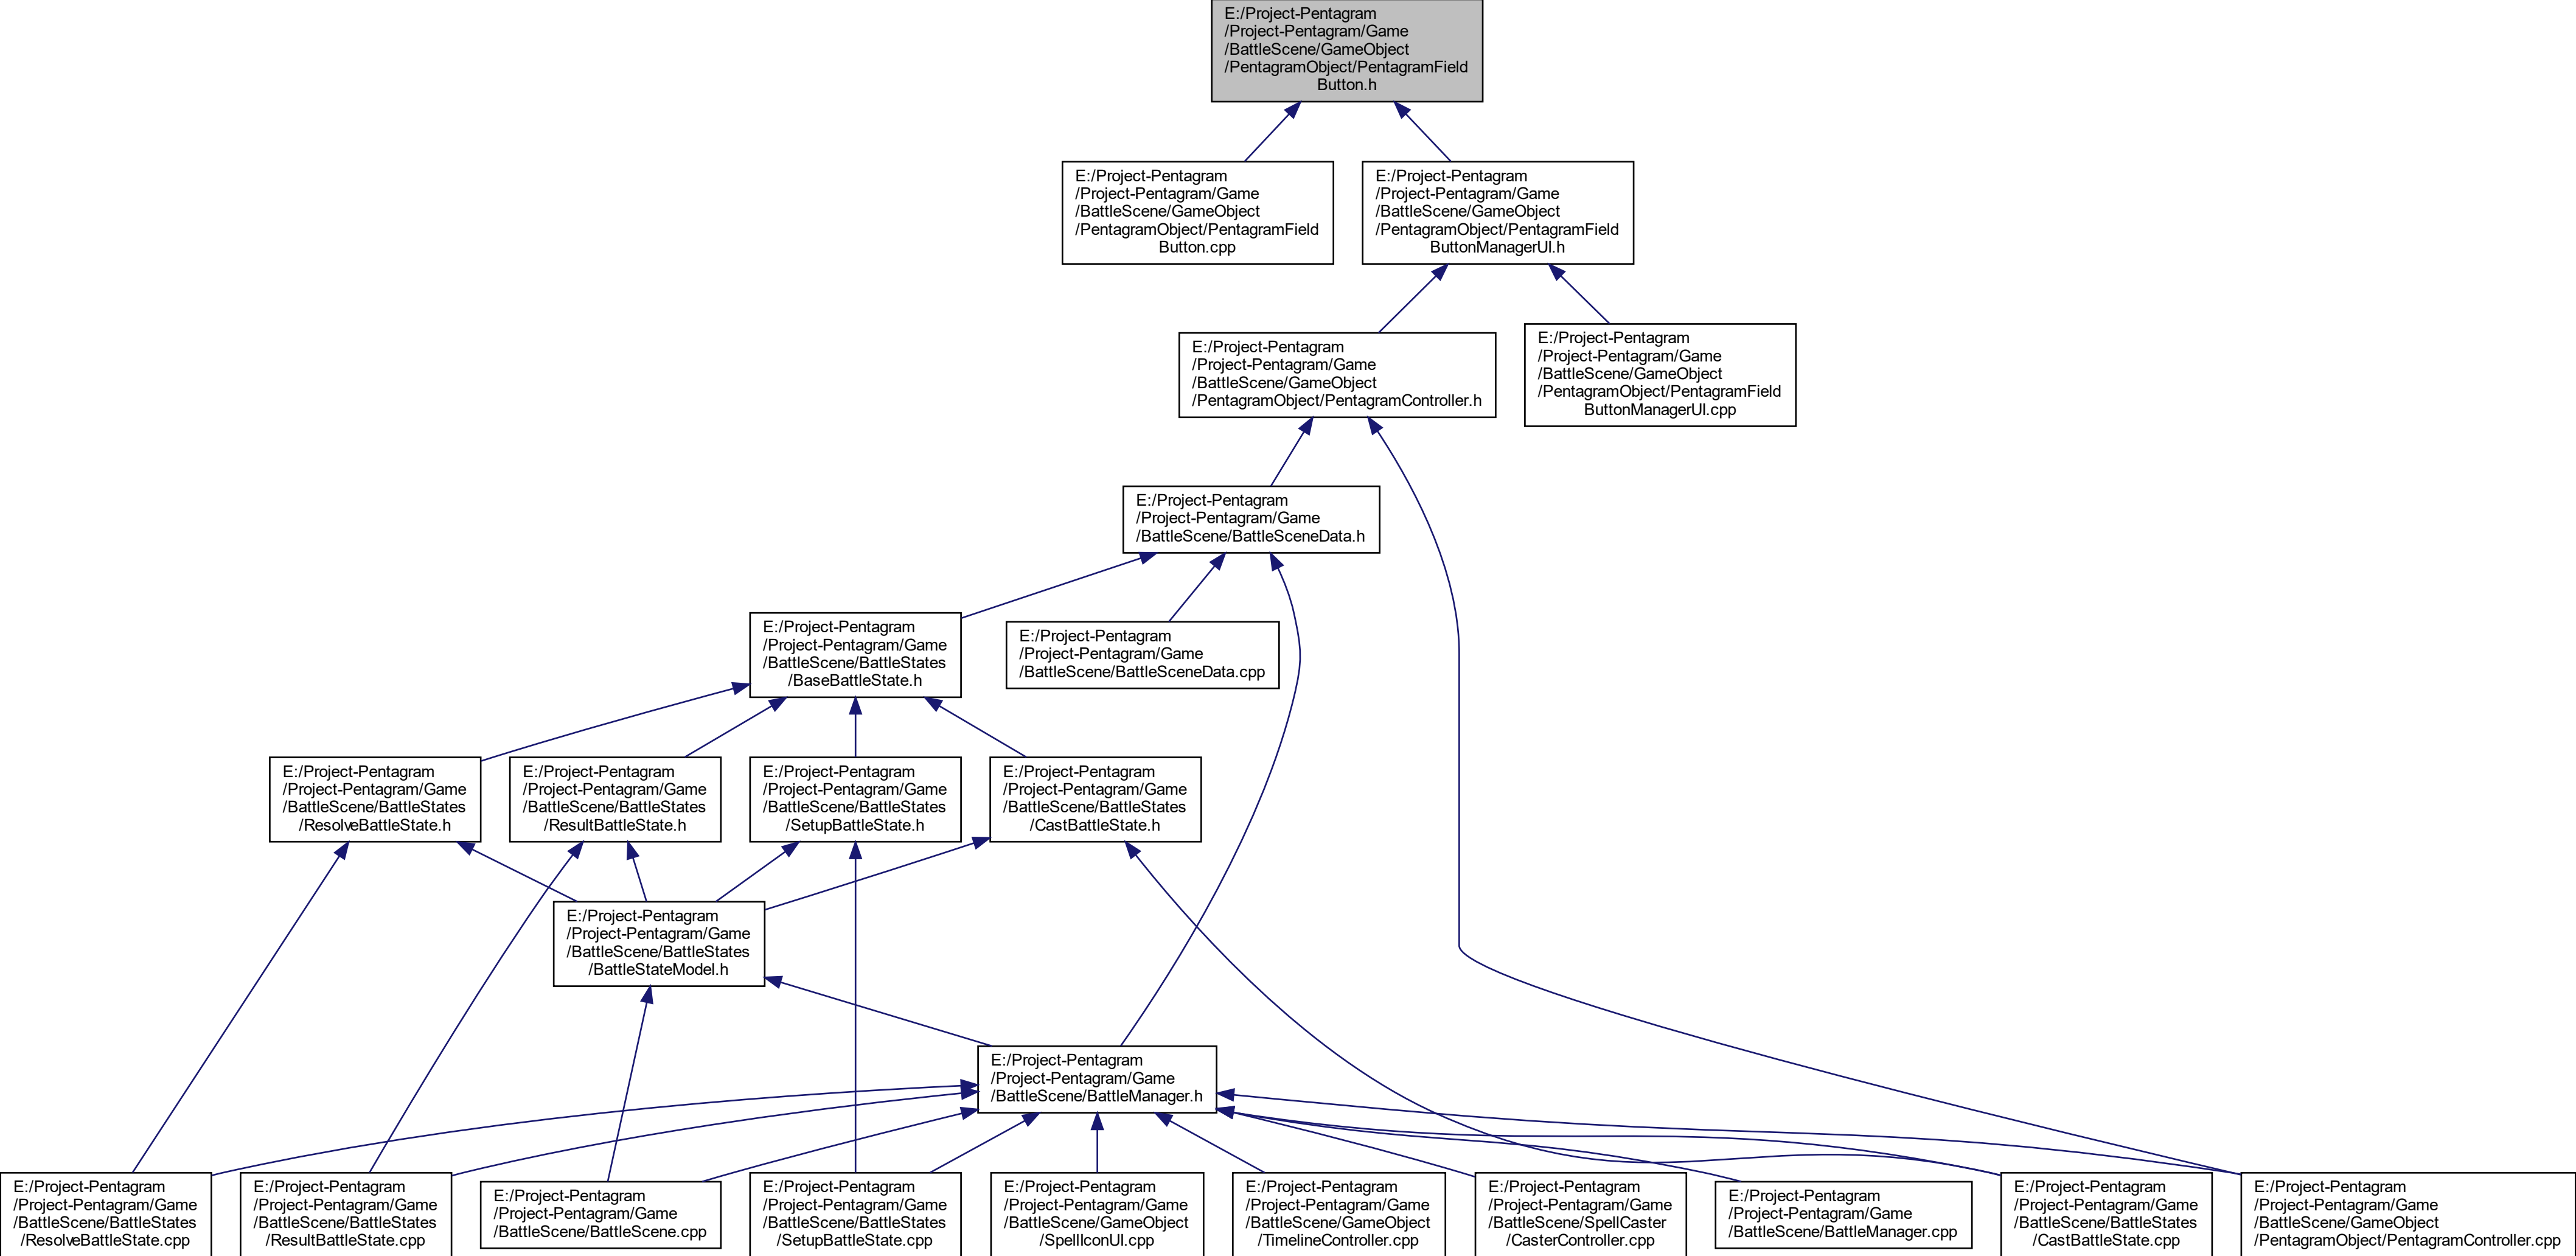 E:/Project-Pentagram
/Project-Pentagram/Game
/BattleScene/GameObject
/PentagramObject/PentagramField
Button.h
E:/Project-Pentagram
/Project-Pentagram/Game
/BattleScene/GameObject
/PentagramObject/PentagramField
Button.cpp
E:/Project-Pentagram
/Project-Pentagram/Game
/BattleScene/GameObject
/PentagramObject/PentagramField
ButtonManagerUI.h
E:/Project-Pentagram
/Project-Pentagram/Game
/BattleScene/GameObject
/PentagramObject/PentagramController.h
E:/Project-Pentagram
/Project-Pentagram/Game
/BattleScene/GameObject
/PentagramObject/PentagramField
ButtonManagerUI.cpp
E:/Project-Pentagram
/Project-Pentagram/Game
/BattleScene/BattleSceneData.h
E:/Project-Pentagram
/Project-Pentagram/Game
/BattleScene/BattleStates
/BaseBattleState.h
E:/Project-Pentagram
/Project-Pentagram/Game
/BattleScene/BattleSceneData.cpp
E:/Project-Pentagram
/Project-Pentagram/Game
/BattleScene/BattleStates
/ResolveBattleState.h
E:/Project-Pentagram
/Project-Pentagram/Game
/BattleScene/BattleStates
/ResultBattleState.h
E:/Project-Pentagram
/Project-Pentagram/Game
/BattleScene/BattleStates
/SetupBattleState.h
E:/Project-Pentagram
/Project-Pentagram/Game
/BattleScene/BattleStates
/CastBattleState.h
E:/Project-Pentagram
/Project-Pentagram/Game
/BattleScene/BattleStates
/BattleStateModel.h
E:/Project-Pentagram
/Project-Pentagram/Game
/BattleScene/BattleManager.h
E:/Project-Pentagram
/Project-Pentagram/Game
/BattleScene/BattleStates
/ResolveBattleState.cpp
E:/Project-Pentagram
/Project-Pentagram/Game
/BattleScene/BattleStates
/ResultBattleState.cpp
E:/Project-Pentagram
/Project-Pentagram/Game
/BattleScene/BattleScene.cpp
E:/Project-Pentagram
/Project-Pentagram/Game
/BattleScene/BattleStates
/SetupBattleState.cpp
E:/Project-Pentagram
/Project-Pentagram/Game
/BattleScene/GameObject
/SpellIconUI.cpp
E:/Project-Pentagram
/Project-Pentagram/Game
/BattleScene/GameObject
/TimelineController.cpp
E:/Project-Pentagram
/Project-Pentagram/Game
/BattleScene/SpellCaster
/CasterController.cpp
E:/Project-Pentagram
/Project-Pentagram/Game
/BattleScene/BattleManager.cpp
E:/Project-Pentagram
/Project-Pentagram/Game
/BattleScene/BattleStates
/CastBattleState.cpp
E:/Project-Pentagram
/Project-Pentagram/Game
/BattleScene/GameObject
/PentagramObject/PentagramController.cpp